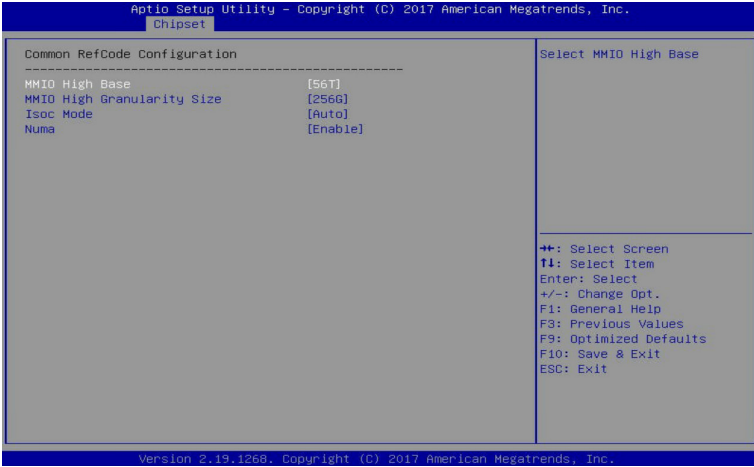 Aptio Setup Utility – Copyright (C) 2017 American Megatrends, Inc.
Chipset
Common RefCode Configuration
--------------------------------------------------
MMIO High Base [56T]
MMIO High Granularity Size [256G]
Isoc Mode [Auto]
Numa [Enable]
Select MMIO High Base
→←: Select Screen
↑↓: Select Item
Enter: Select
+/-: Change Opt.
F1: General Help
F3: Previous Values
F9: Optimized Defaults
F10: Save & Exit
ESC: Exit
Version 2.19.1268. Copyright (C) 2017 American Megatrends, Inc.